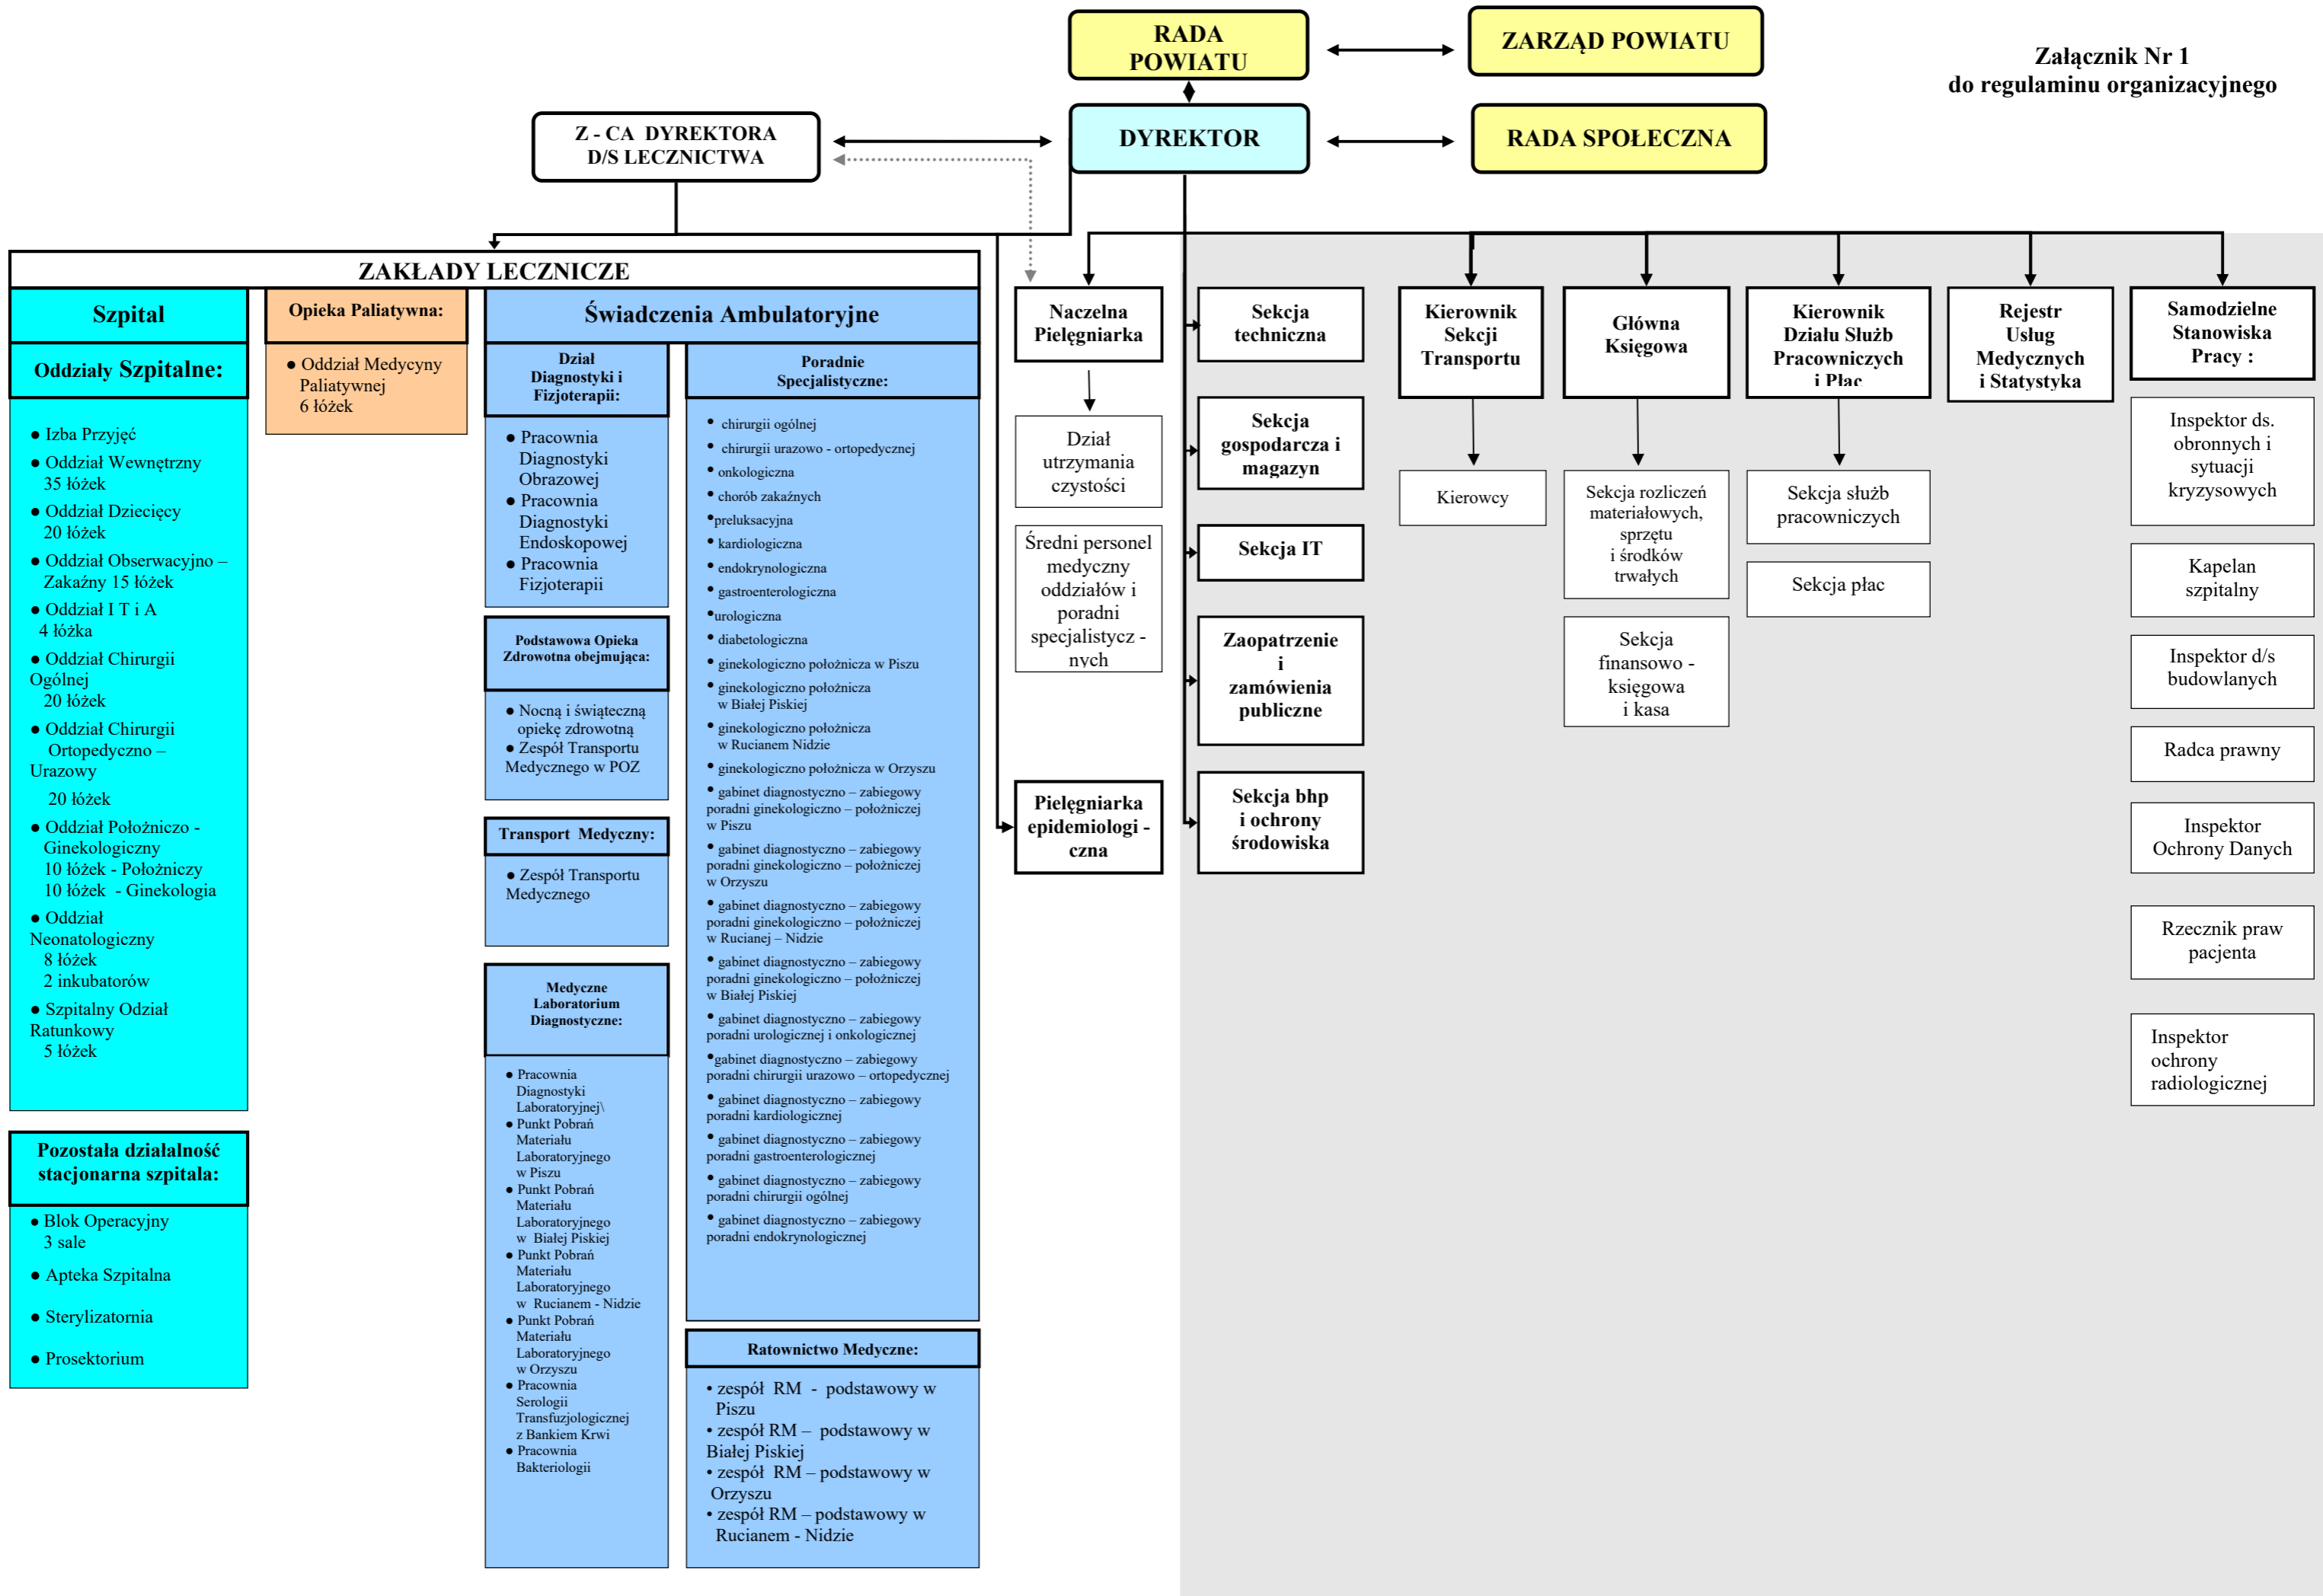 RADA
POWIATU
ZARZĄD POWIATU
Załącznik Nr 1
do regulaminu organizacyjnego
Z - CA DYREKTORA
D/S LECZNICTWA
DYREKTOR
RADA SPOŁECZNA
ZAKŁADY LECZNICZE
Szpital
Oddziały Szpitalne:
● Izba Przyjęć
● Oddział Wewnętrzny
35 łóżek
● Oddział Dziecięcy
20 łóżek
● Oddział Obserwacyjno –
Zakaźny 15 łóżek
● Oddział I T i A
4 łóżka
● Oddział Chirurgii
Ogólnej
20 łóżek
● Oddział Chirurgii
Ortopedyczno –
Urazowy
20 łóżek
● Oddział Położniczo -
Ginekologiczny
10 łóżek - Położniczy
10 łóżek - Ginekologia
● Oddział
Neonatologiczny
8 łóżek
2 inkubatorów
● Szpitalny Odział
Ratunkowy
5 łóżek
Pozostała działalność
stacjonarna szpitala:
● Blok Operacyjny
3 sale
● Apteka Szpitalna
● Sterylizatornia
● Prosektorium
Opieka Paliatywna:
● Oddział Medycyny
Paliatywnej
6 łóżek
Świadczenia Ambulatoryjne
Dział
Diagnostyki i
Fizjoterapii:
● Pracownia
Diagnostyki
Obrazowej
● Pracownia
Diagnostyki
Endoskopowej
● Pracownia
Fizjoterapii
Podstawowa Opieka
Zdrowotna obejmująca:
● Nocną i świąteczną
opiekę zdrowotną
● Zespół Transportu
Medycznego w POZ
Transport Medyczny:
● Zespół Transportu
Medycznego
Medyczne
Laboratorium
Diagnostyczne:
● Pracownia
Diagnostyki
Laboratoryjnej\
● Punkt Pobrań
Materiału
Laboratoryjnego
w Piszu
● Punkt Pobrań
Materiału
Laboratoryjnego
w Białej Piskiej
● Punkt Pobrań
Materiału
Laboratoryjnego
w Rucianem - Nidzie
● Punkt Pobrań
Materiału
Laboratoryjnego
w Orzyszu
● Pracownia
Serologii
Transfuzjologicznej
z Bankiem Krwi
● Pracownia
Bakteriologii
Poradnie
Specjalistyczne:
• chirurgii ogólnej
• chirurgii urazowo - ortopedycznej
• onkologiczna
• chorób zakaźnych
•preluksacyjna
• kardiologiczna
• endokrynologiczna
• gastroenterologiczna
•urologiczna
• diabetologiczna
• ginekologiczno położnicza w Piszu
• ginekologiczno położnicza
w Białej Piskiej
• ginekologiczno położnicza
w Rucianem Nidzie
• ginekologiczno położnicza w Orzyszu
• gabinet diagnostyczno – zabiegowy
poradni ginekologiczno – położniczej
w Piszu
• gabinet diagnostyczno – zabiegowy
poradni ginekologiczno – położniczej
w Orzyszu
• gabinet diagnostyczno – zabiegowy
poradni ginekologiczno – położniczej
w Rucianej – Nidzie
• gabinet diagnostyczno – zabiegowy
poradni ginekologiczno – położniczej
w Białej Piskiej
• gabinet diagnostyczno – zabiegowy
poradni urologicznej i onkologicznej
•gabinet diagnostyczno – zabiegowy
poradni chirurgii urazowo – ortopedycznej
• gabinet diagnostyczno – zabiegowy
poradni kardiologicznej
• gabinet diagnostyczno – zabiegowy
poradni gastroenterologicznej
• gabinet diagnostyczno – zabiegowy
poradni chirurgii ogólnej
• gabinet diagnostyczno – zabiegowy
poradni endokrynologicznej
Ratownictwo Medyczne:
• zespół RM - podstawowy w
Piszu
• zespół RM – podstawowy w
Białej Piskiej
• zespół RM – podstawowy w
Orzyszu
• zespół RM – podstawowy w
Rucianem - Nidzie
Naczelna
Pielęgniarka
Dział
utrzymania
czystości
Średni personel
medyczny
oddziałów i
poradni
specjalistycz -
nych
Pielęgniarka
epidemiologi -
czna
Sekcja
techniczna
Sekcja
gospodarcza i
magazyn
Sekcja IT
Zaopatrzenie
i
zamówienia
publiczne
Sekcja bhp
i ochrony
środowiska
Kierownik
Sekcji
Transportu
Kierowcy
Główna
Księgowa
Sekcja rozliczeń
materiałowych,
sprzętu
i środków
trwałych
Sekcja
finansowo -
księgowa
i kasa
Kierownik
Działu Służb
Pracowniczych
i Płac
Sekcja służb
pracowniczych
Sekcja płac
Rejestr
Usług
Medycznych
i Statystyka
Samodzielne
Stanowiska
Pracy :
Inspektor ds.
obronnych i
sytuacji
kryzysowych
Kapelan
szpitalny
Inspektor d/s
budowlanych
Radca prawny
Inspektor
Ochrony Danych
Rzecznik praw
pacjenta
Inspektor
ochrony
radiologicznej